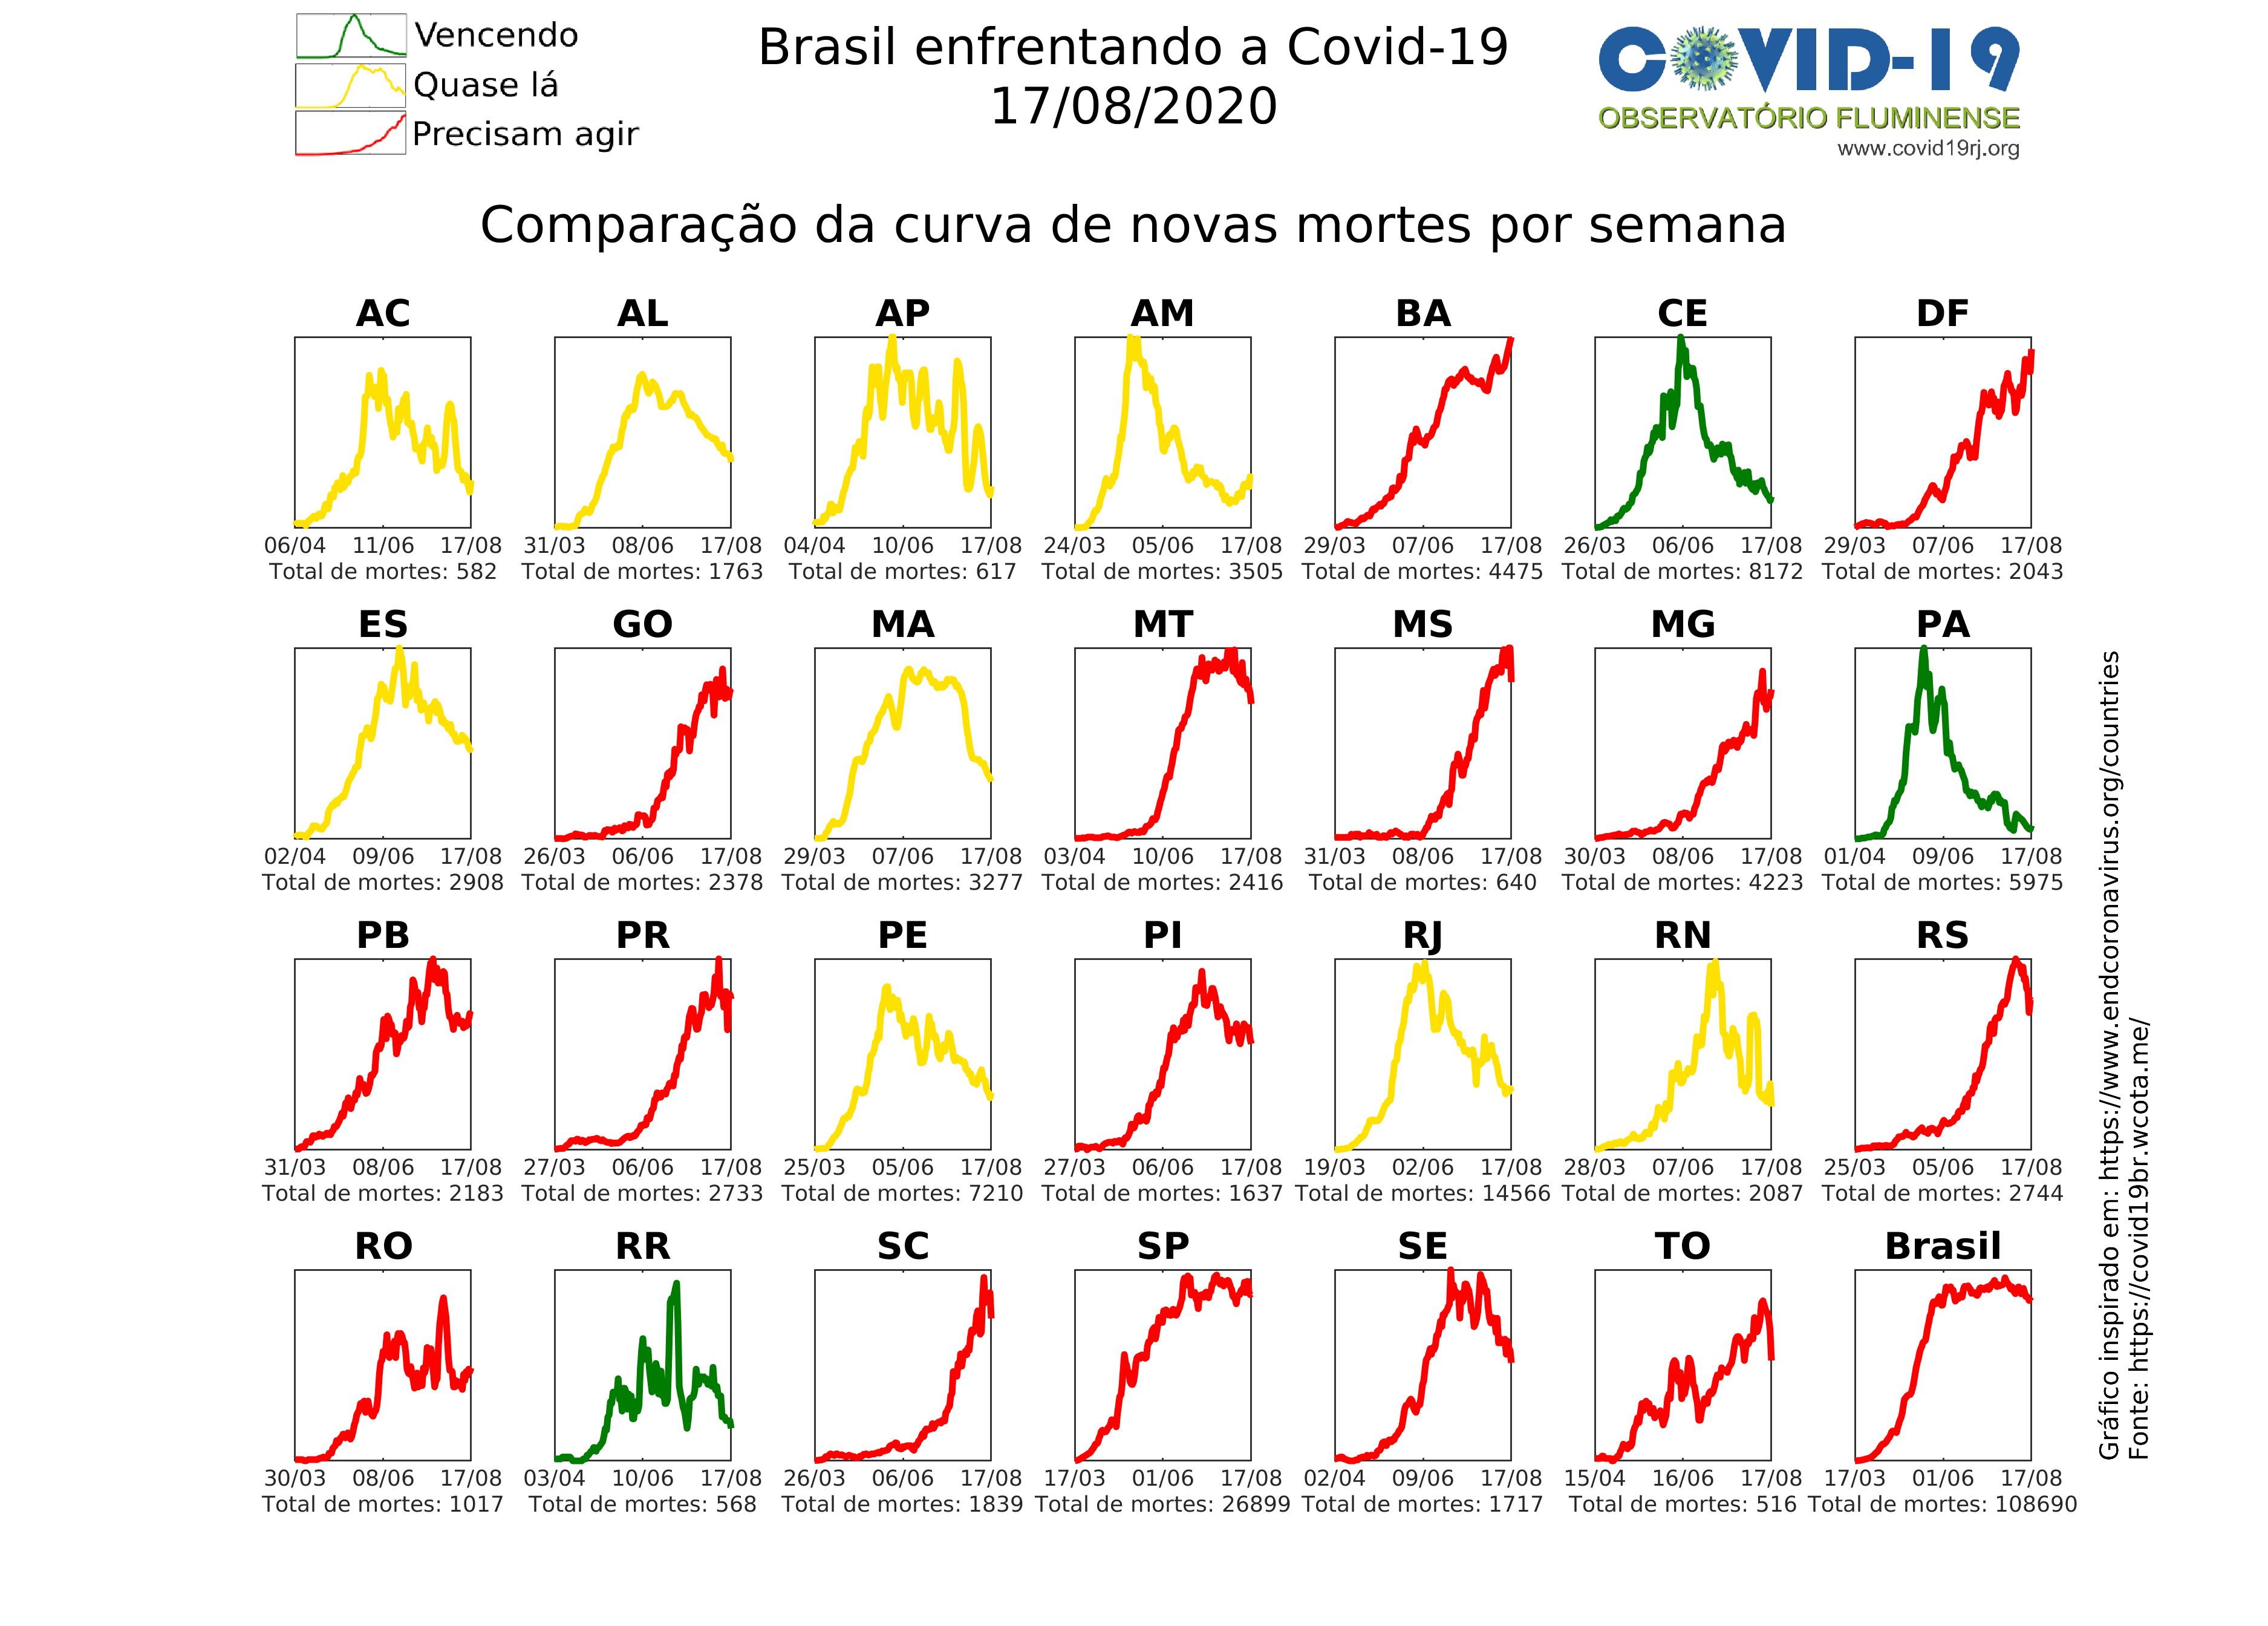 Vencendo
Quase lá
Precisam agir
Brasil enfrentando a Covid-19
17/08/2020
COVID-19
OBSERVATÓRIO FLUMINENSE
www.covid19rj.org
Comparação da curva de novas mortes por semana
AC AL AP AM BA CE DF
06/04 11/06 17/08 31/03 08/06 17/08 04/04 10/06 17/08 24/03 05/06 17/08 29/03 07/06 17/08 26/03 06/06 17/08 29/03 07/06 17/08
Total de mortes: 582 Total de mortes: 1763 Total de mortes: 617 Total de mortes: 3505 Total de mortes: 4475 Total de mortes: 8172 Total de mortes: 2043
ES GO MA MT MS MG PA
02/04 09/06 17/08 26/03 06/06 17/08 29/03 07/06 17/08 03/04 10/06 17/08 31/03 08/06 17/08 30/03 08/06 17/08 01/04 09/06 17/08
Total de mortes: 2908 Total de mortes: 2378 Total de mortes: 3277 Total de mortes: 2416 Total de mortes: 640 Total de mortes: 4223 Total de mortes: 5975
PB PR PE PI RJ RN RS
31/03 08/06 17/08 27/03 06/06 17/08 25/03 05/06 17/08 27/03 06/06 17/08 19/03 02/06 17/08 28/03 07/06 17/08 25/03 05/06 17/08
Total de mortes: 2183 Total de mortes: 2733 Total de mortes: 7210 Total de mortes: 1637 Total de mortes: 14566 Total de mortes: 2087 Total de mortes: 2744
RO RR SC SP SE TO Brasil
30/03 08/06 17/08 03/04 10/06 17/08 26/03 06/06 17/08 17/03 01/06 17/08 02/04 09/06 17/08 15/04 16/06 17/08 17/03 01/06 17/08
Total de mortes: 1017 Total de mortes: 568 Total de mortes: 1839 Total de mortes: 26899 Total de mortes: 1717 Total de mortes: 516 Total de mortes: 108690
Gráfico inspirado em: https://www.endcoronavirus.org/countries
Fonte: https://covid19br.wcota.me/